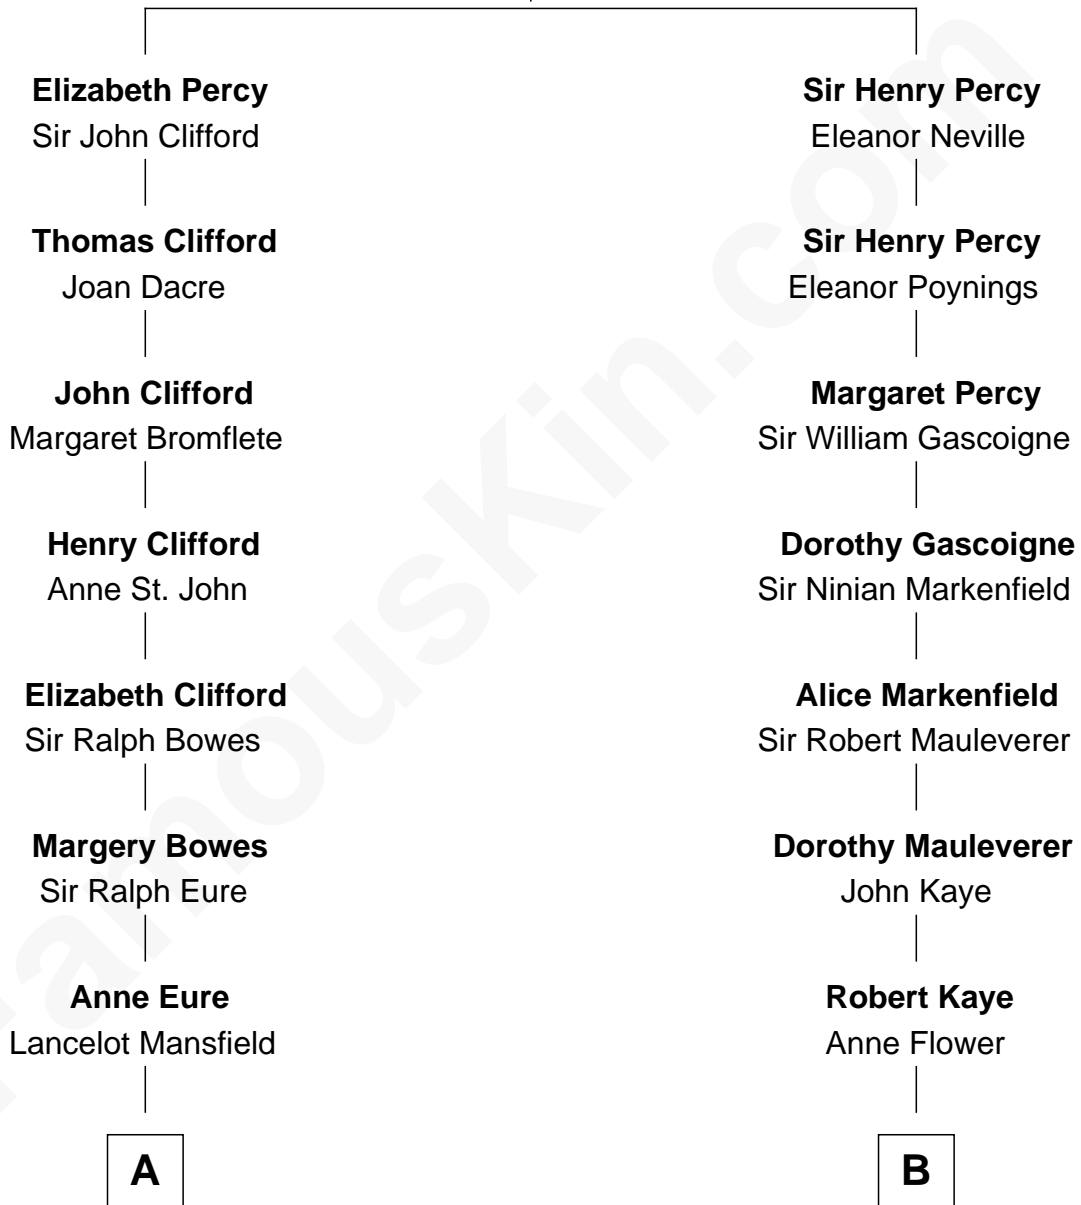 Elizabeth Percy
Sir John Clifford
Thomas Clifford
Joan Dacre
John Clifford
Margaret Bromflete
Henry Clifford
Anne St. John
Elizabeth Clifford
Sir Ralph Bowes
Margery Bowes
Sir Ralph Eure
Anne Eure
Lancelot Mansfield
A
Sir Henry Percy
Eleanor Neville
Sir Henry Percy
Eleanor Poynings
Margaret Percy
Sir William Gascoigne
Dorothy Gascoigne
Sir Ninian Markenfield
Alice Markenfield
Sir Robert Mauleverer
Dorothy Mauleverer
John Kaye
Robert Kaye
Anne Flower
B
FamousKin.com